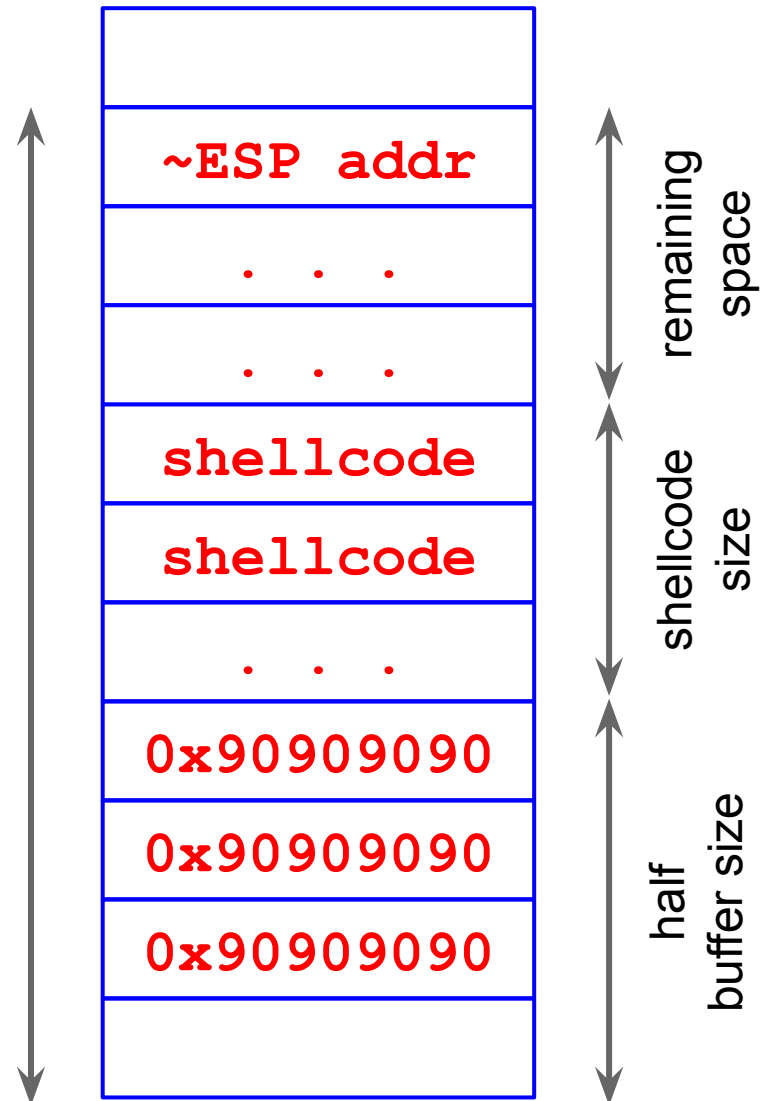 ~ESP addr
. . .
. . .
shellcode
shellcode
. . .
0x90909090
0x90909090
0x90909090
remaining
space
shellcode
size
half
buffer size